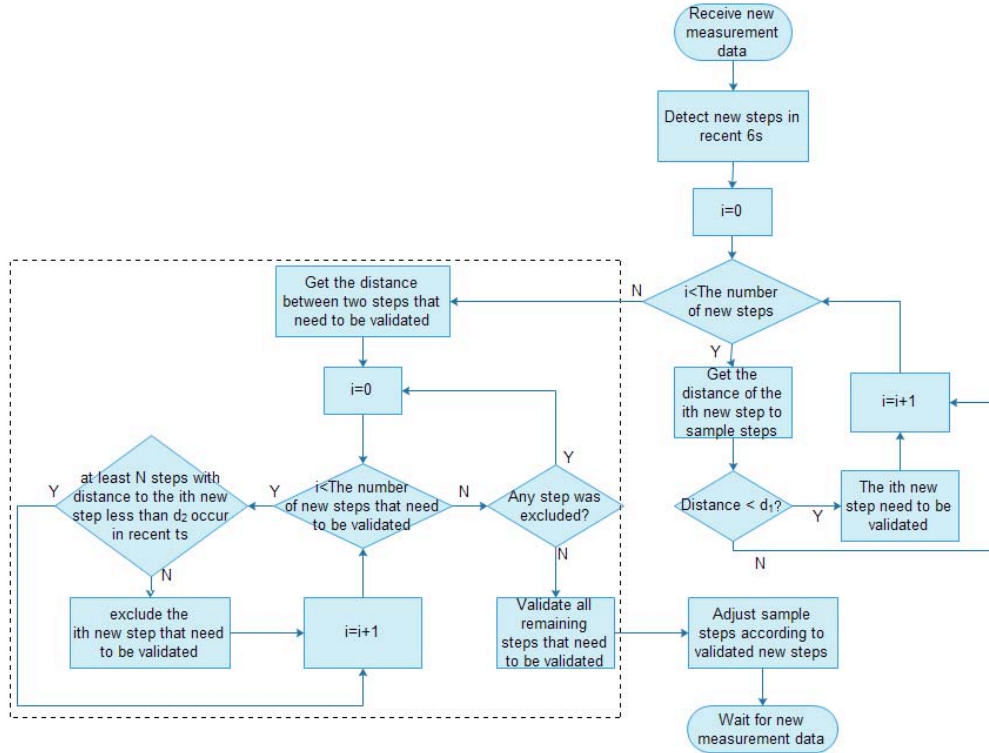 Receive new
measurement
data
Detect new steps in
recent 6s
i=0
i<The number
of new steps
N
Y
Get the
distance of the
ith new step to
sample steps
i=i+1
Distance < d₁?
Y
N
The ith new
step need to be
validated
Get the distance
between two steps that
need to be validated
i=0
i<The number
of new steps that need
to be validated
Y
N
at least N steps with
distance to the ith new
step less than d₂ occur
in recent ts
Y
N
Any step was
excluded?
Y
N
exclude the
ith new step that need
to be validated
i=i+1
Validate all
remaining
steps that need
to be validated
Adjust sample
steps according to
validated new steps
Wait for new
measurement data